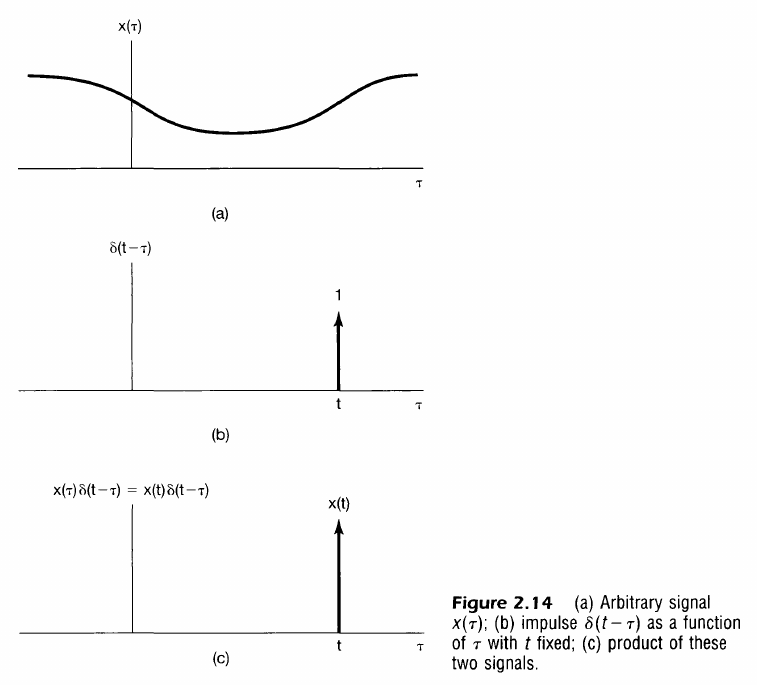 x(τ)
τ
(a)
δ(t−τ)
1
t
τ
(b)
x(τ)δ(t−τ) = x(t)δ(t−τ)
x(t)
t
τ
(c)
Figure 2.14 (a) Arbitrary signal
x(τ); (b) impulse δ(t − τ) as a function
of τ with t fixed; (c) product of these
two signals.